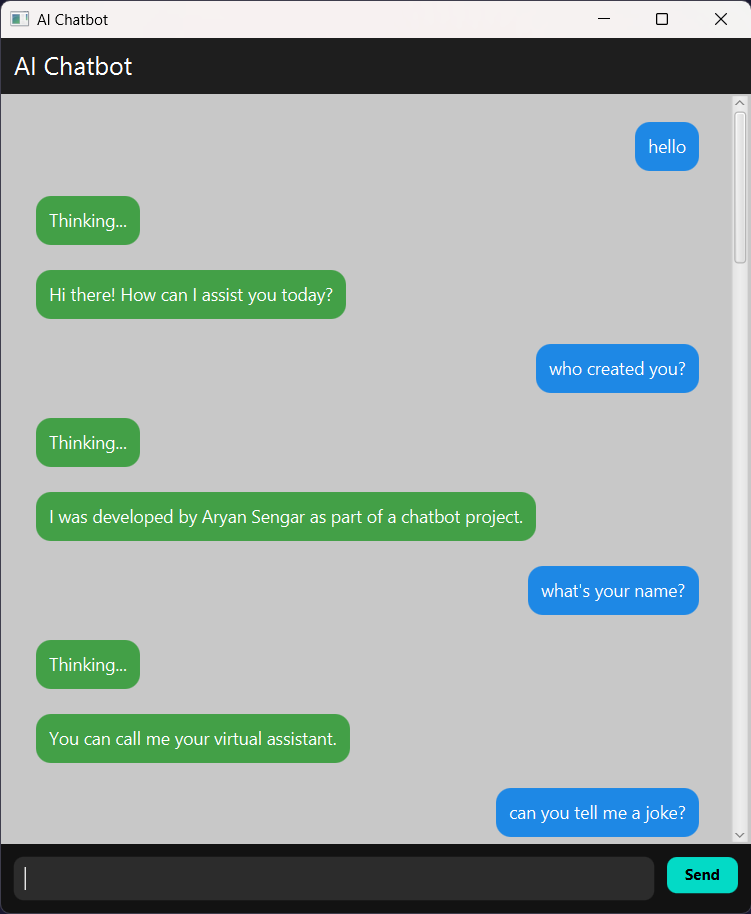 AI Chatbot
AI Chatbot
hello
Thinking...
Hi there! How can I assist you today?
who created you?
Thinking...
I was developed by Aryan Sengar as part of a chatbot project.
what's your name?
Thinking...
You can call me your virtual assistant.
can you tell me a joke?
Send